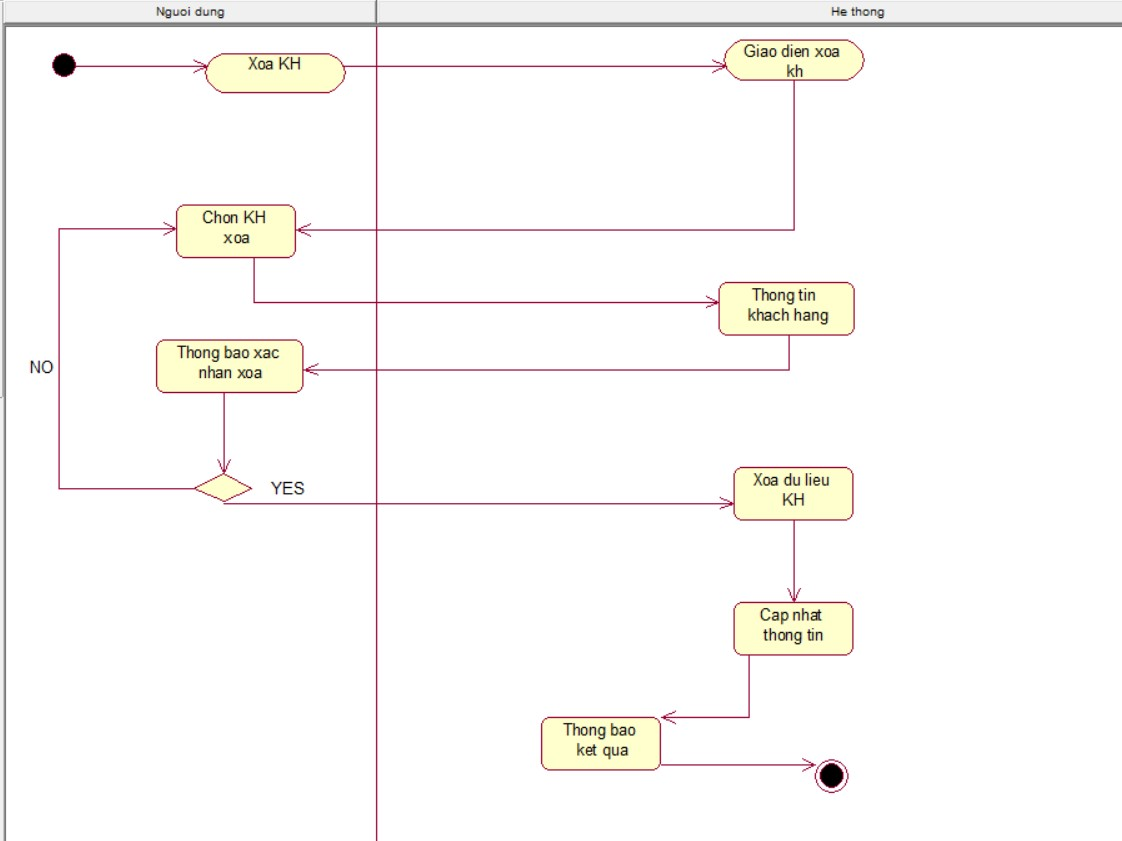 Nguoi dung
He thong
Xoa KH
Giao dien xoa
kh
Chon KH
xoa
Thong tin
khach hang
Thong bao xac
nhan xoa
NO
YES
Xoa du lieu
KH
Cap nhat
thong tin
Thong bao
ket qua